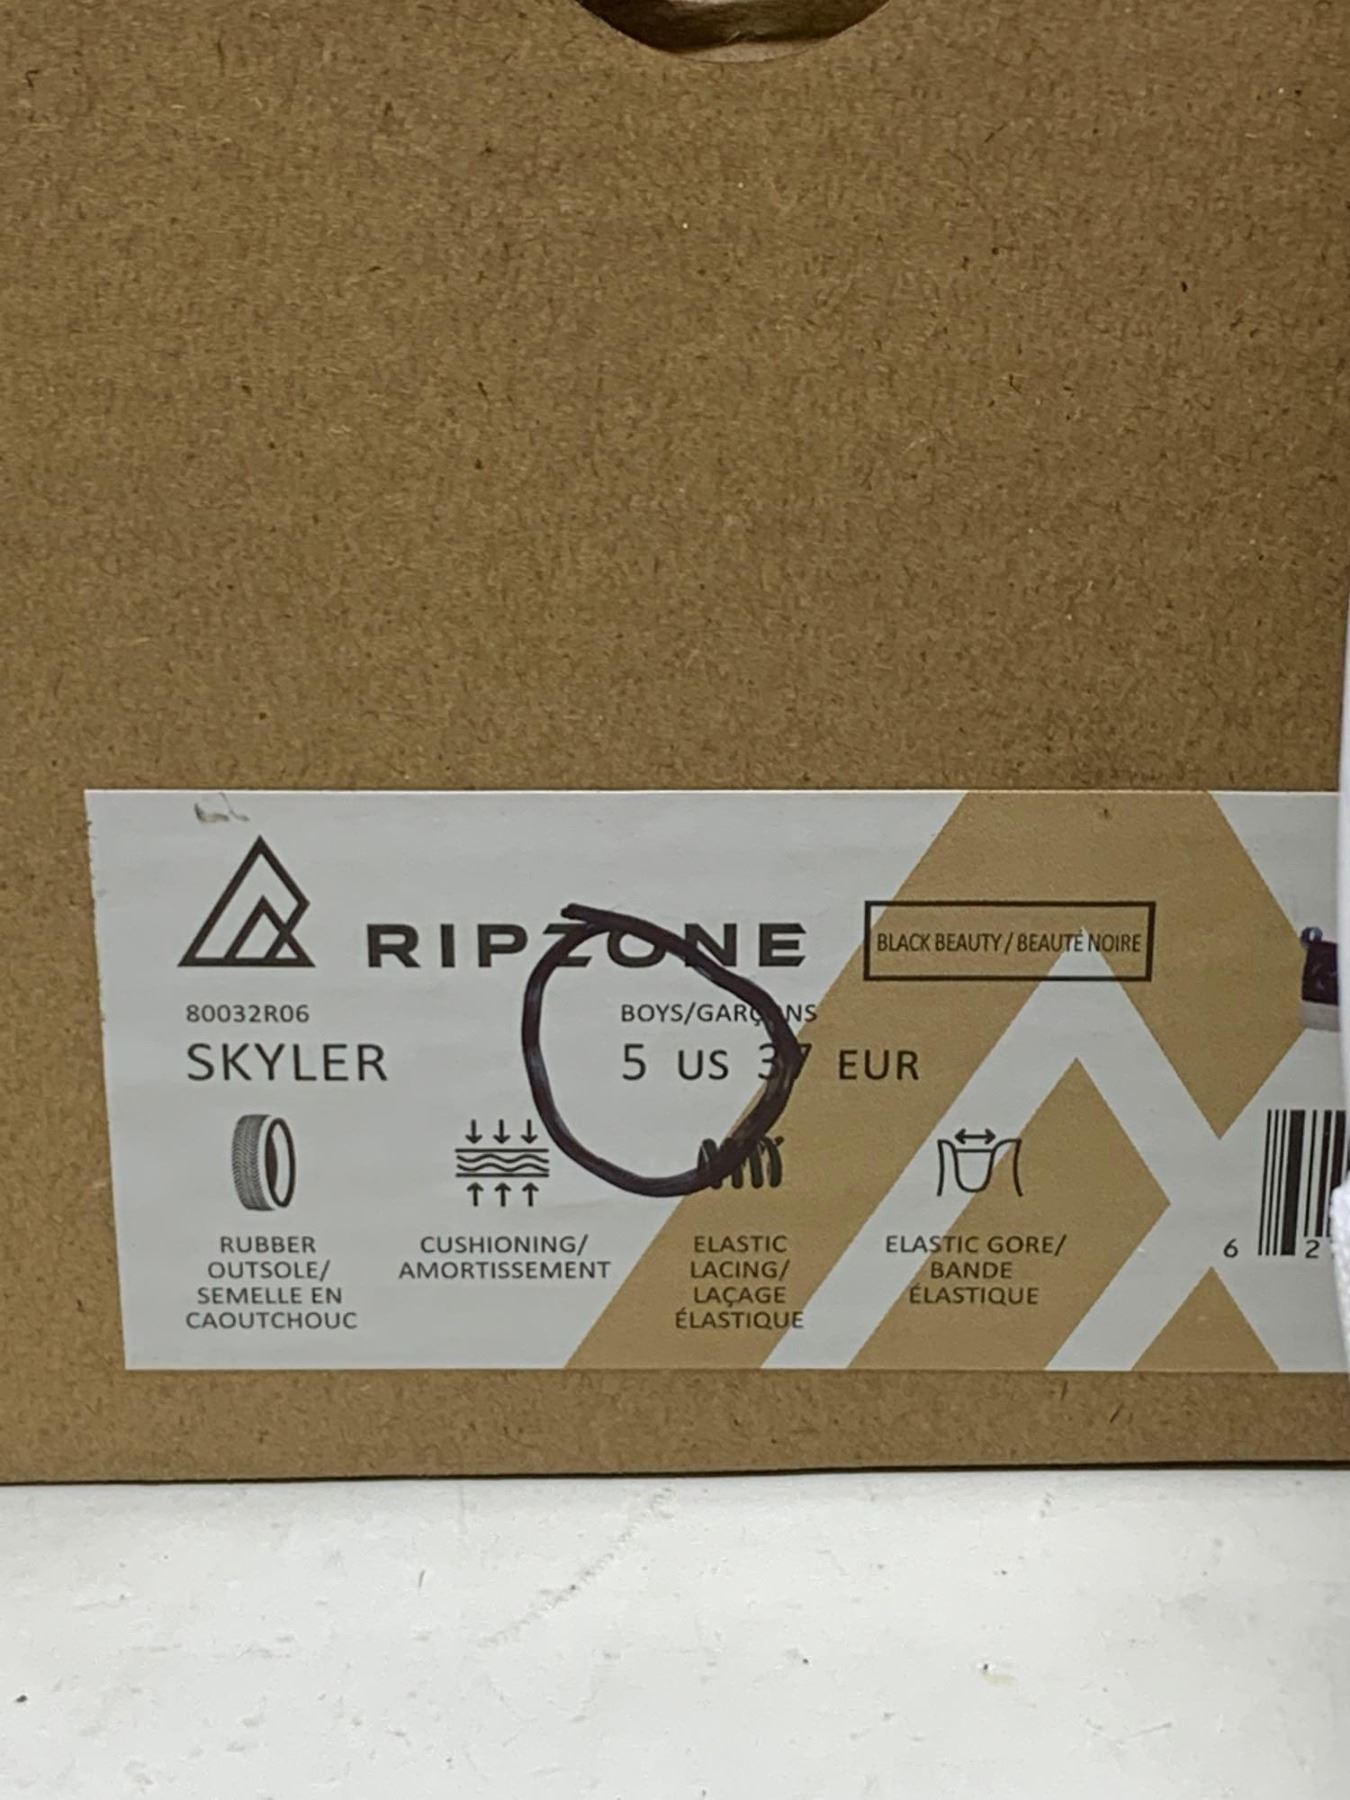 RIPZONE
BLACK BEAUTY / BEAUTÉ NOIRE
80032R06
BOYS/GARÇONS
SKYLER
5 US 37 EUR
RUBBER
OUTSOLE/
SEMELLE EN
CAOUTCHOUC
CUSHIONING/
AMORTISSEMENT
ELASTIC
LACING/
LAÇAGE
ÉLASTIQUE
ELASTIC GORE/
BANDE
ÉLASTIQUE
6 2